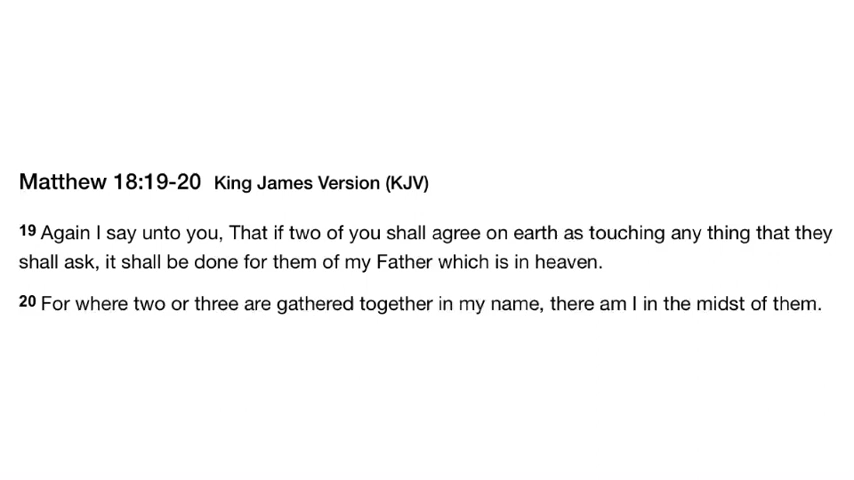 Matthew 18:19-20 King James Version (KJV)
19 Again I say unto you, That if two of you shall agree on earth as touching any thing that they
shall ask, it shall be done for them of my Father which is in heaven.
20 For where two or three are gathered together in my name, there am I in the midst of them.